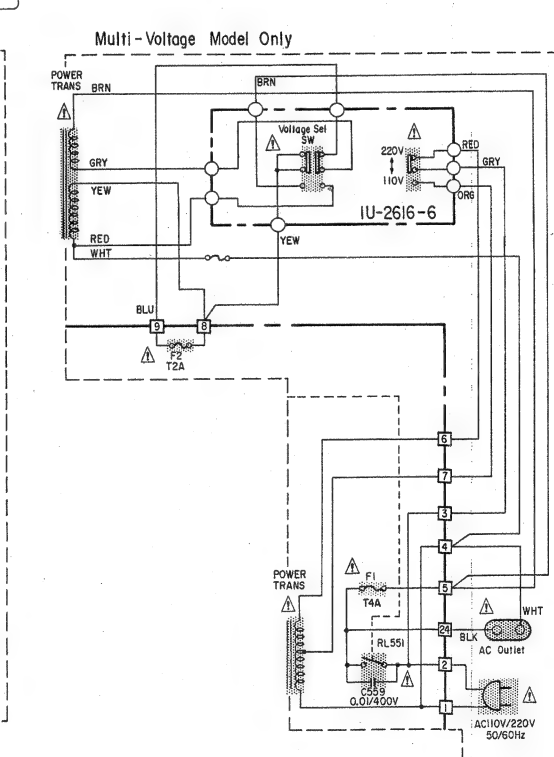 Multi-Voltage Model Only
POWER
TRANS
BRN
BRN
Voltage Sel
SW
220V
110V
RED
GRY
ORG
GRY
YEW
1U-2616-6
RED
YEW
WHT
BLU
9
8
F2
T2A
6
7
3
4
POWER
TRANS
F1
T4A
5
WHT
24
BLK
AC Outlet
RL551
2
C559
0.01/400V
1
AC110V/220V
50/60Hz